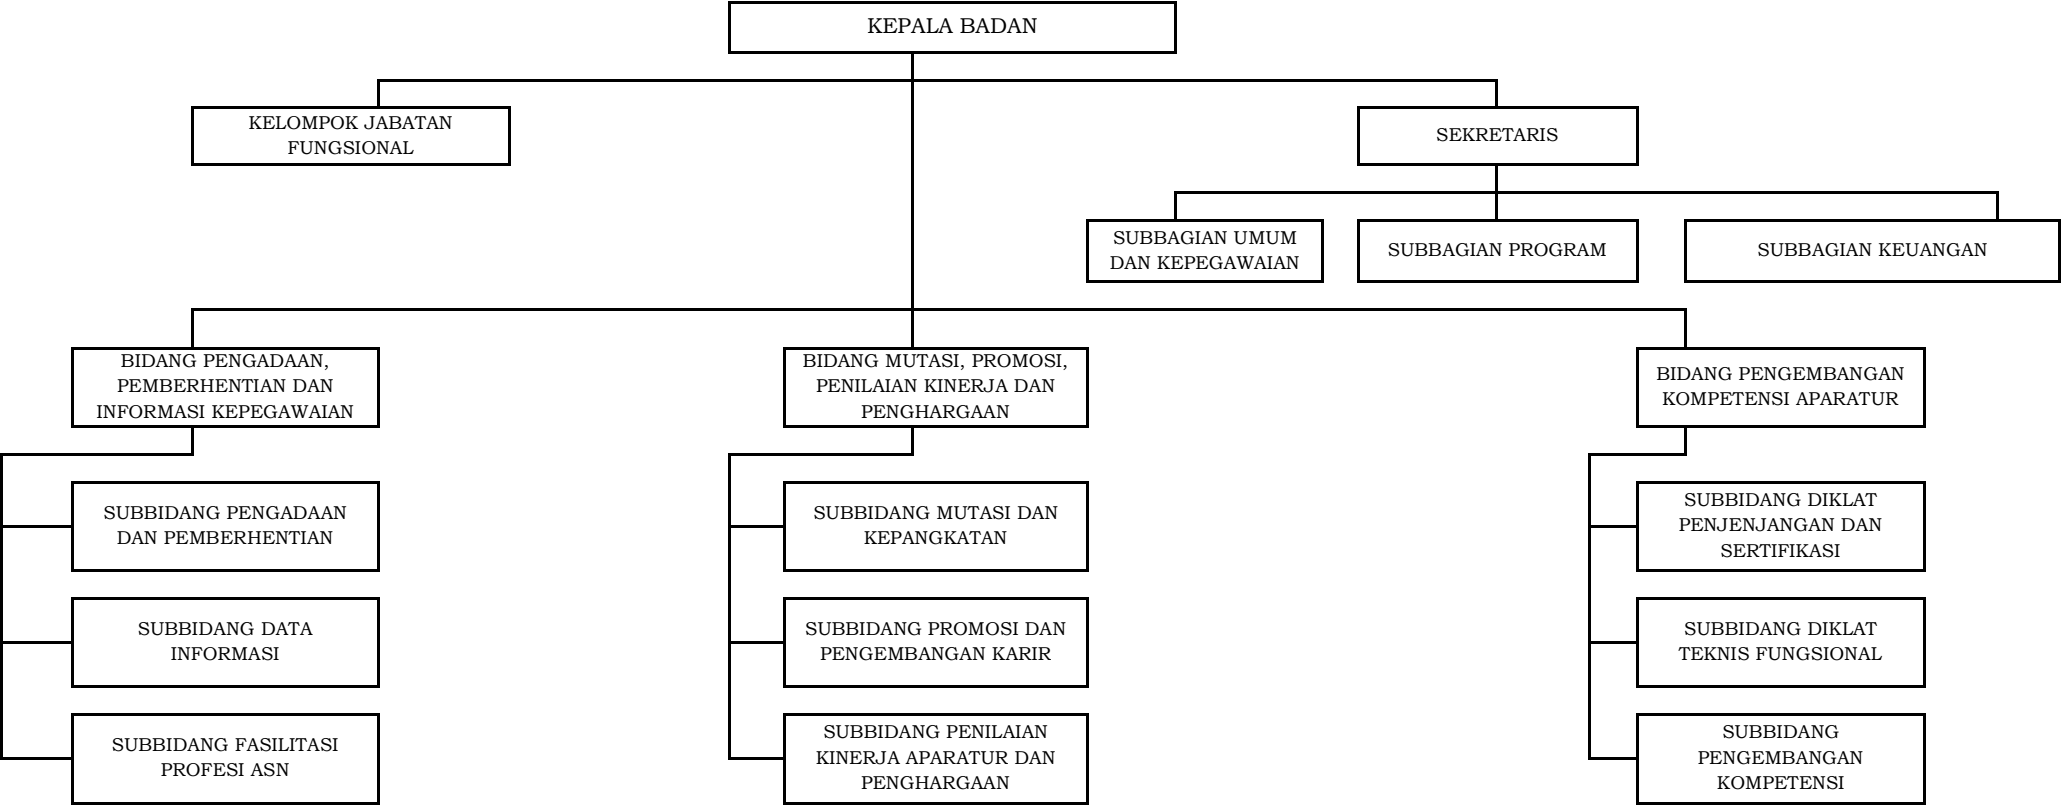 KEPALA BADAN
KELOMPOK JABATAN
FUNGSIONAL
SEKRETARIS
SUBBAGIAN UMUM
DAN KEPEGAWAIAN
SUBBAGIAN PROGRAM
SUBBAGIAN KEUANGAN
BIDANG PENGADAAN,
PEMBERHENTIAN DAN
INFORMASI KEPEGAWAIAN
BIDANG MUTASI, PROMOSI,
PENILAIAN KINERJA DAN
PENGHARGAAN
BIDANG PENGEMBANGAN
KOMPETENSI APARATUR
SUBBIDANG PENGADAAN
DAN PEMBERHENTIAN
SUBBIDANG MUTASI DAN
KEPANGKATAN
SUBBIDANG DIKLAT
PENJENJANGAN DAN
SERTIFIKASI
SUBBIDANG DATA
INFORMASI
SUBBIDANG PROMOSI DAN
PENGEMBANGAN KARIR
SUBBIDANG DIKLAT
TEKNIS FUNGSIONAL
SUBBIDANG FASILITASI
PROFESI ASN
SUBBIDANG PENILAIAN
KINERJA APARATUR DAN
PENGHARGAAN
SUBBIDANG
PENGEMBANGAN
KOMPETENSI